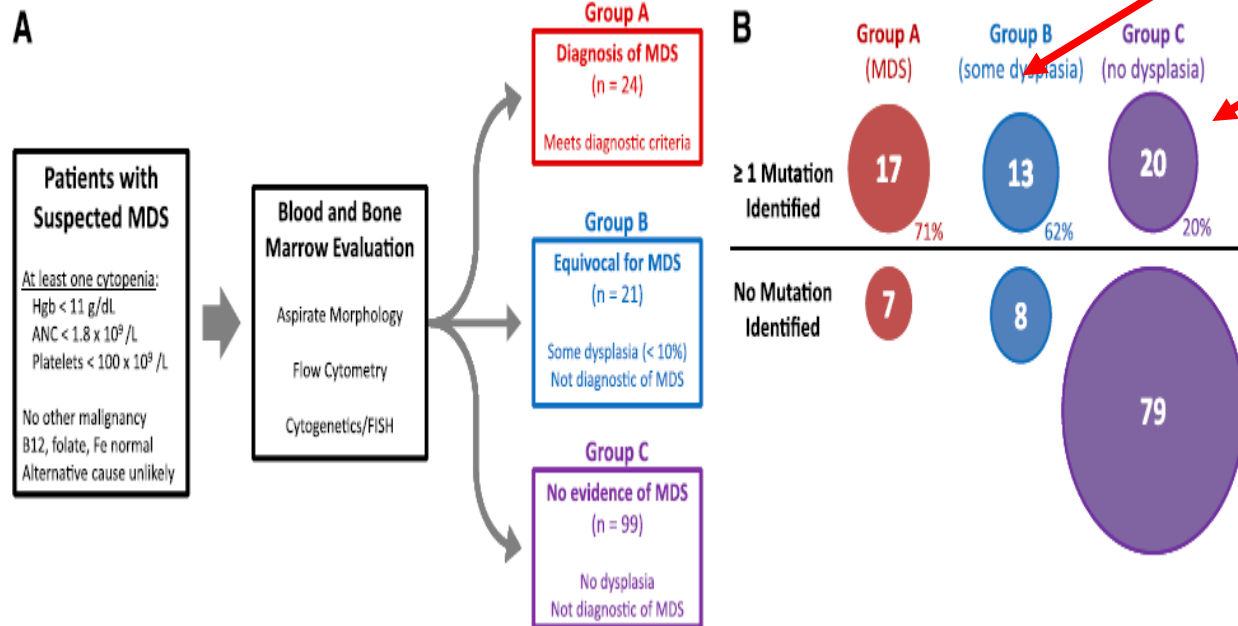 A
Patients with
Suspected MDS
At least one cytopenia:
Hgb < 11 g/dL
ANC < 1.8 x 10⁹ /L
Platelets < 100 x 10⁹ /L
No other malignancy
B12, folate, Fe normal
Alternative cause unlikely
Blood and Bone
Marrow Evaluation
Aspirate Morphology
Flow Cytometry
Cytogenetics/FISH
Group A
Diagnosis of MDS
(n = 24)
Meets diagnostic criteria
Group B
Equivocal for MDS
(n = 21)
Some dysplasia (< 10%)
Not diagnostic of MDS
Group C
No evidence of MDS
(n = 99)
No dysplasia
Not diagnostic of MDS
B
Group A
(MDS)
Group B
(some dysplasia)
Group C
(no dysplasia)
≥ 1 Mutation
Identified
17
71%
13
62%
20
20%
No Mutation
Identified
7
8
79